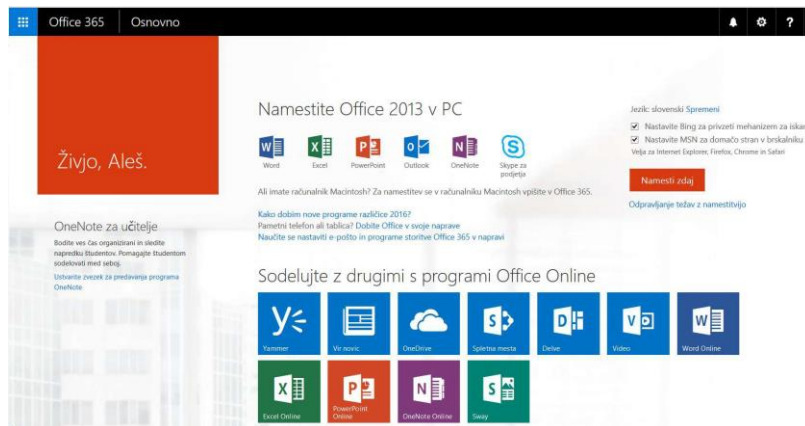 Office 365 Osnovno ?
Živjo, Aleš.
OneNote za učitelje
Bodite ves čas organizirani in sledite
napredku študentov. Pomagajte študentom
sodelovati med seboj.
Ustvarite zvezek za predavanja programa
OneNote
Namestite Office 2013 v PC
Word Excel PowerPoint Outlook OneNote Skype za
podjetja
Ali imate računalnik Macintosh? Za namestitev se v računalniku Macintosh vpišite v Office 365.
Kako dobim nove programe različice 2016?
Pametni telefon ali tablica? Dobite Office v svoje naprave
Naučite se nastaviti e-pošto in programe storitve Office 365 v napravi
Jezik: slovenski Spremeni
Nastavite Bing za privzeti mehanizem za iskan
Nastavite MSN za domačo stran v brskalniku
Velja za Internet Explorer, Firefox, Chrome in Safari
Namesti zdaj
Odpravljanje težav z namestitvijo
Sodelujte z drugimi s programi Office Online
Yammer Vir novic OneDrive Spletna mesta Delve Video Word Online
Excel Online PowerPoint
Online OneNote Online Sway